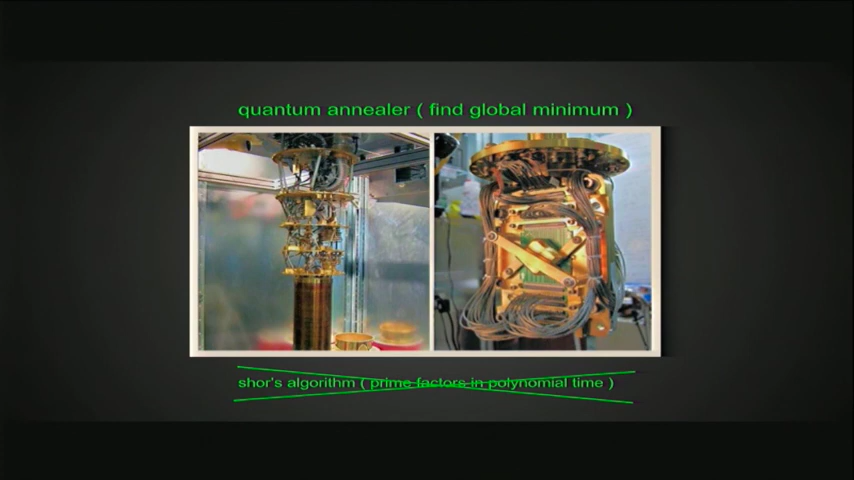 quantum annealer ( find global minimum )
shor's algorithm ( prime factors in polynomial time )